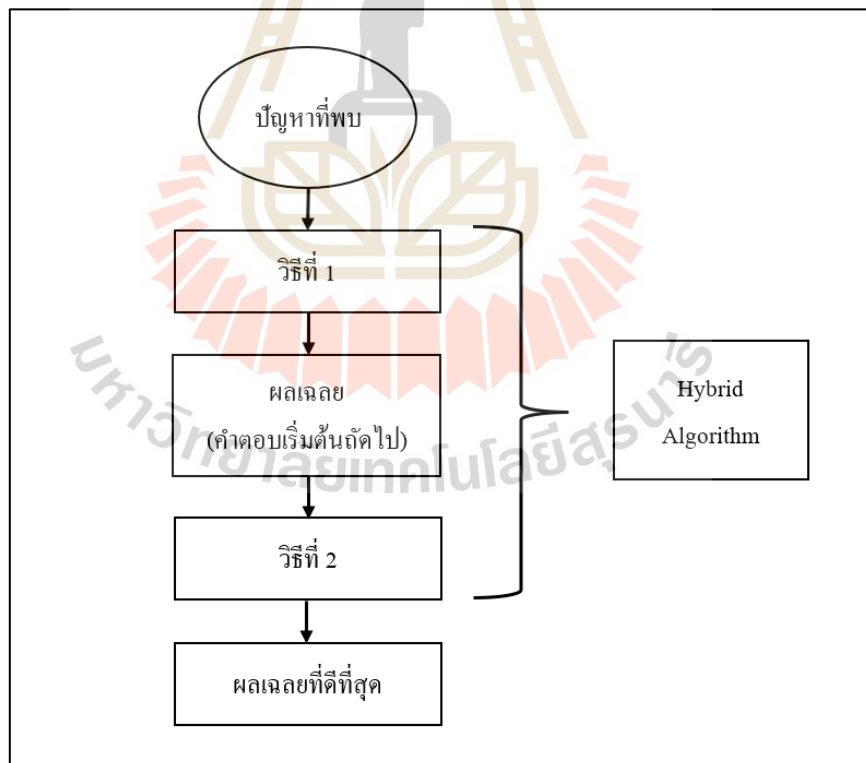 ปัญหาที่พบ
วิธีที่ 1
ผลเฉลย
(คำตอบเริ่มต้นถัดไป)
วิธีที่ 2
ผลเฉลยที่ดีที่สุด
Hybrid
Algorithm
มหาวิทยาลัยเทคโนโลยีสุรนารี